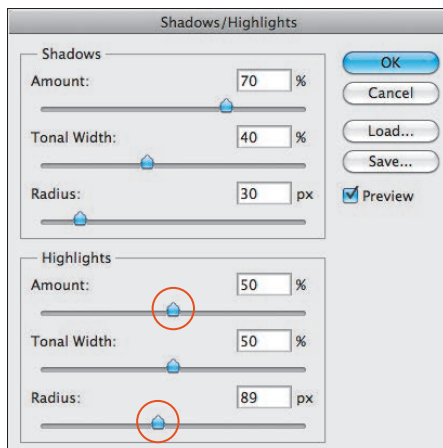 Shadows/Highlights
Shadows
Amount: 70 %
Tonal Width: 40 %
Radius: 30 px
Highlights
Amount: 50 %
Tonal Width: 50 %
Radius: 89 px
OK
Cancel
Load...
Save...
Preview